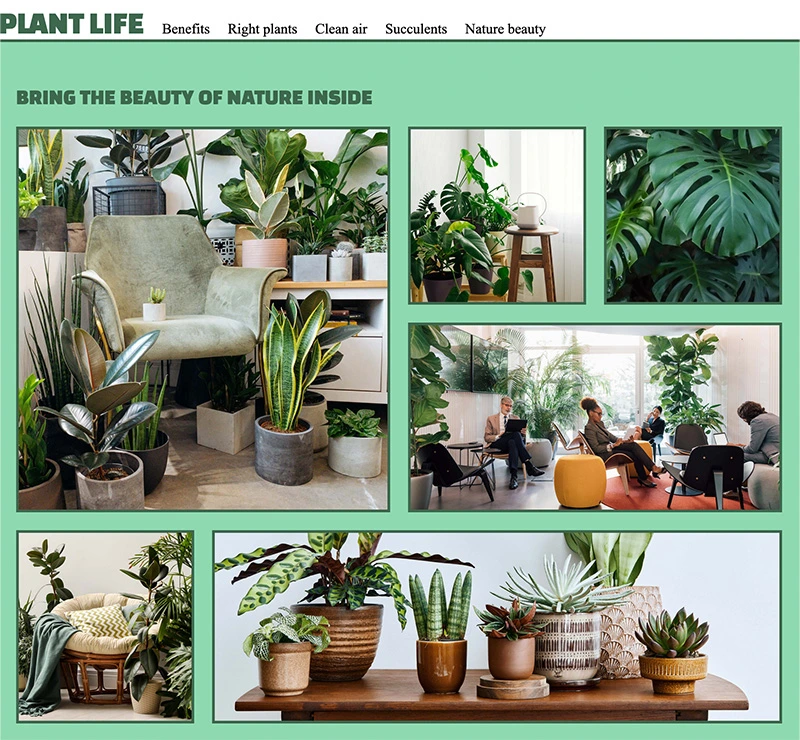 PLANT LIFE Benefits Right plants Clean air Succulents Nature beauty
BRING THE BEAUTY OF NATURE INSIDE